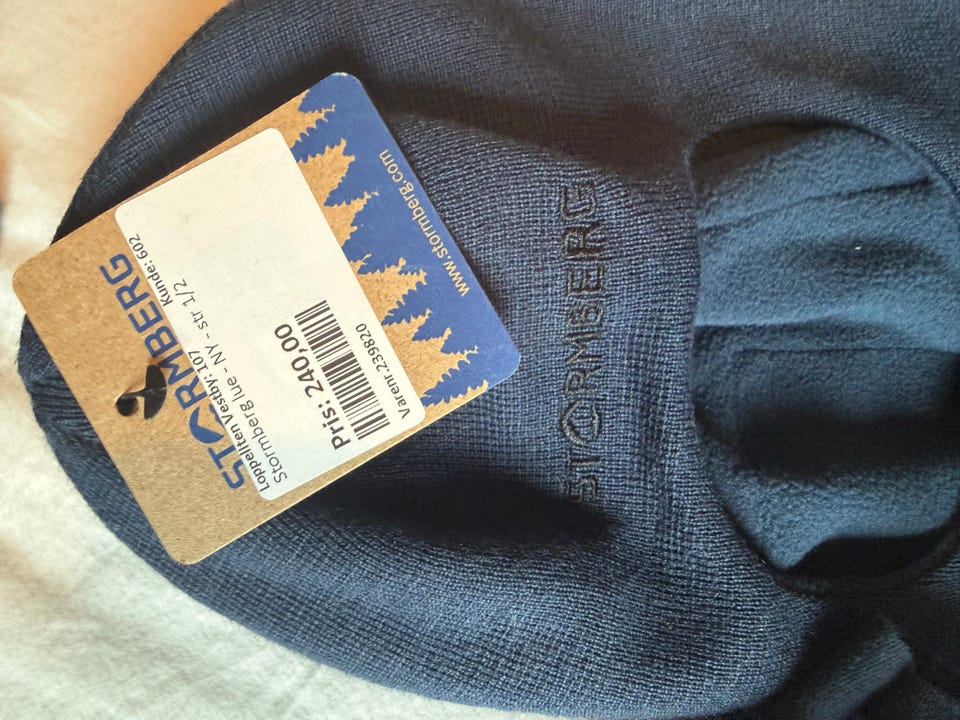 STORMBERG
Loppeliten Vestby: 107 Kunde: 602
Stormberg lue - NY - str 1/2
Pris: 240,00
Varenr.239820
www.stormberg.com
STORMBERG